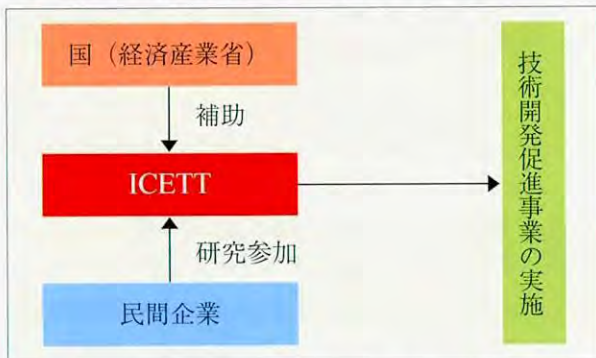 国（経済産業省）
補助
ICETT
研究参加
民間企業
技術開発促進事業の実施